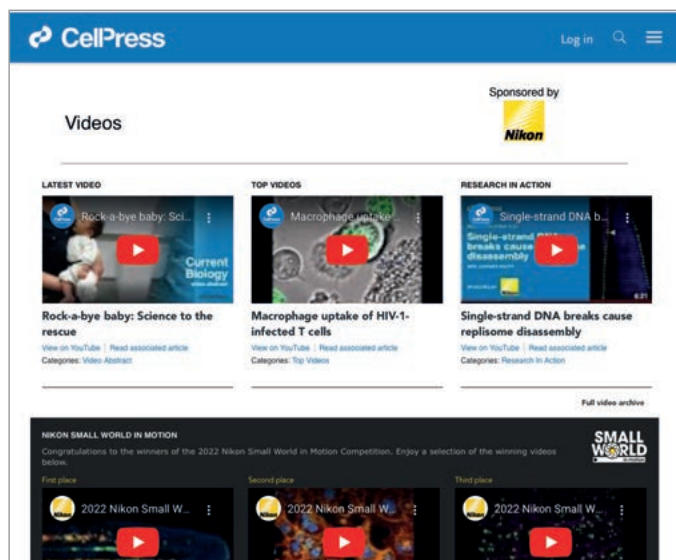 CellPress
Log in
Sponsored by
Nikon
Videos
LATEST VIDEO
Rock-a-bye baby: Sci...
Current
Biology
Rock-a-bye baby: Science to the
rescue
View on YouTube | Read associated article
Categories: Video Abstract
TOP VIDEOS
Macrophage uptake ...
Macrophage uptake of HIV-1-
infected T cells
View on YouTube | Read associated article
Categories: Top Videos
RESEARCH IN ACTION
Single-strand DNA b...
Single-strand DNA
breaks cause
disassembly
6:21
Single-strand DNA breaks cause
replisome disassembly
View on YouTube | Read associated article
Categories: Research In Action
Full video archive
NIKON SMALL WORLD IN MOTION
Congratulations to the winners of the 2022 Nikon Small World in Motion Competition. Enjoy a selection of the winning videos
below.
SMALL
WORLD
First place
Nikon
2022 Nikon Small W...
Second place
Nikon
2022 Nikon Small W...
Third place
Nikon
2022 Nikon Small W...